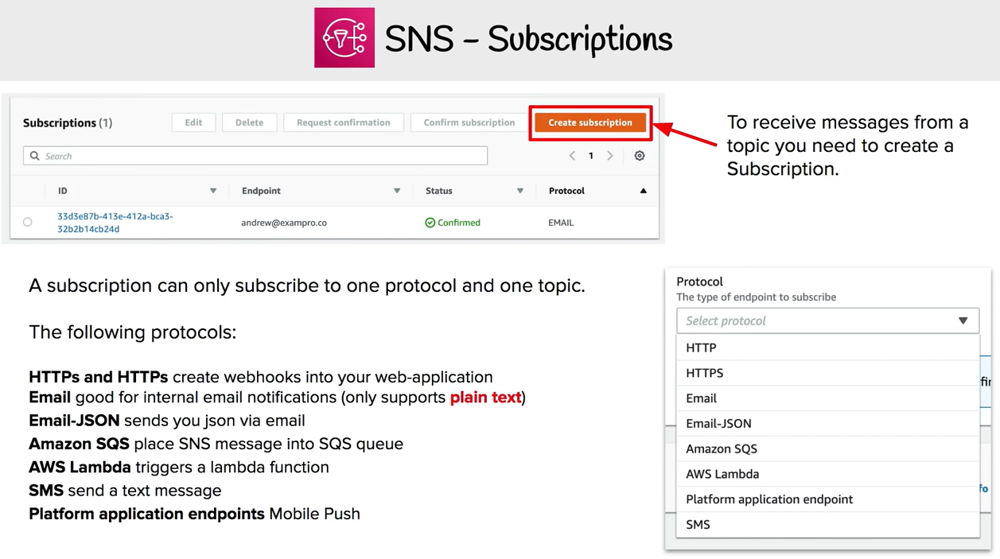 SNS – Subscriptions
Subscriptions (1)
Edit
Delete
Request confirmation
Confirm subscription
Create subscription
Search
1
ID
Endpoint
Status
Protocol
33d3e87b-413e-412a-bca3-
32b2b14cb24d
andrew@exampro.co
Confirmed
EMAIL
To receive messages from a
topic you need to create a
Subscription.
A subscription can only subscribe to one protocol and one topic.
The following protocols:
HTTPs and HTTPs create webhooks into your web-application
Email good for internal email notifications (only supports plain text)
Email-JSON sends you json via email
Amazon SQS place SNS message into SQS queue
AWS Lambda triggers a lambda function
SMS send a text message
Platform application endpoints Mobile Push
Protocol
The type of endpoint to subscribe
Select protocol
HTTP
HTTPS
Email
Email-JSON
Amazon SQS
AWS Lambda
Platform application endpoint
SMS